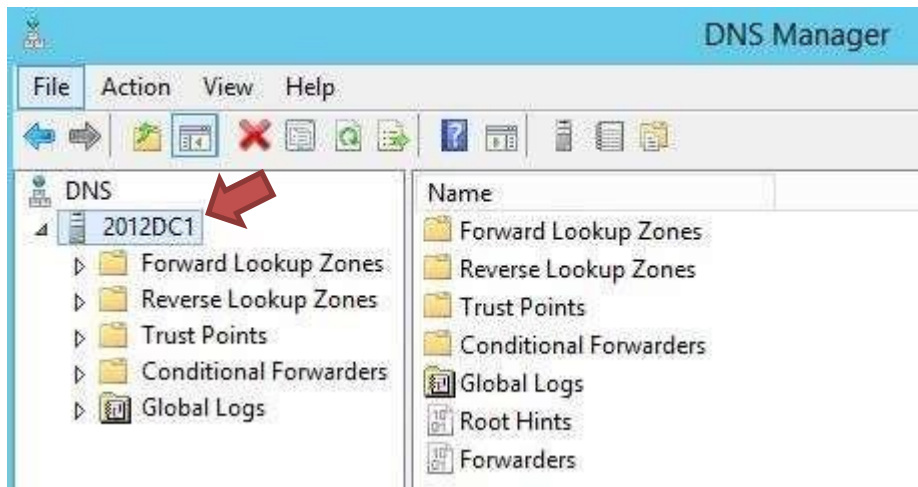 DNS Manager
File Action View Help
DNS
2012DC1
Forward Lookup Zones
Reverse Lookup Zones
Trust Points
Conditional Forwarders
Global Logs
Name
Forward Lookup Zones
Reverse Lookup Zones
Trust Points
Conditional Forwarders
Global Logs
Root Hints
Forwarders